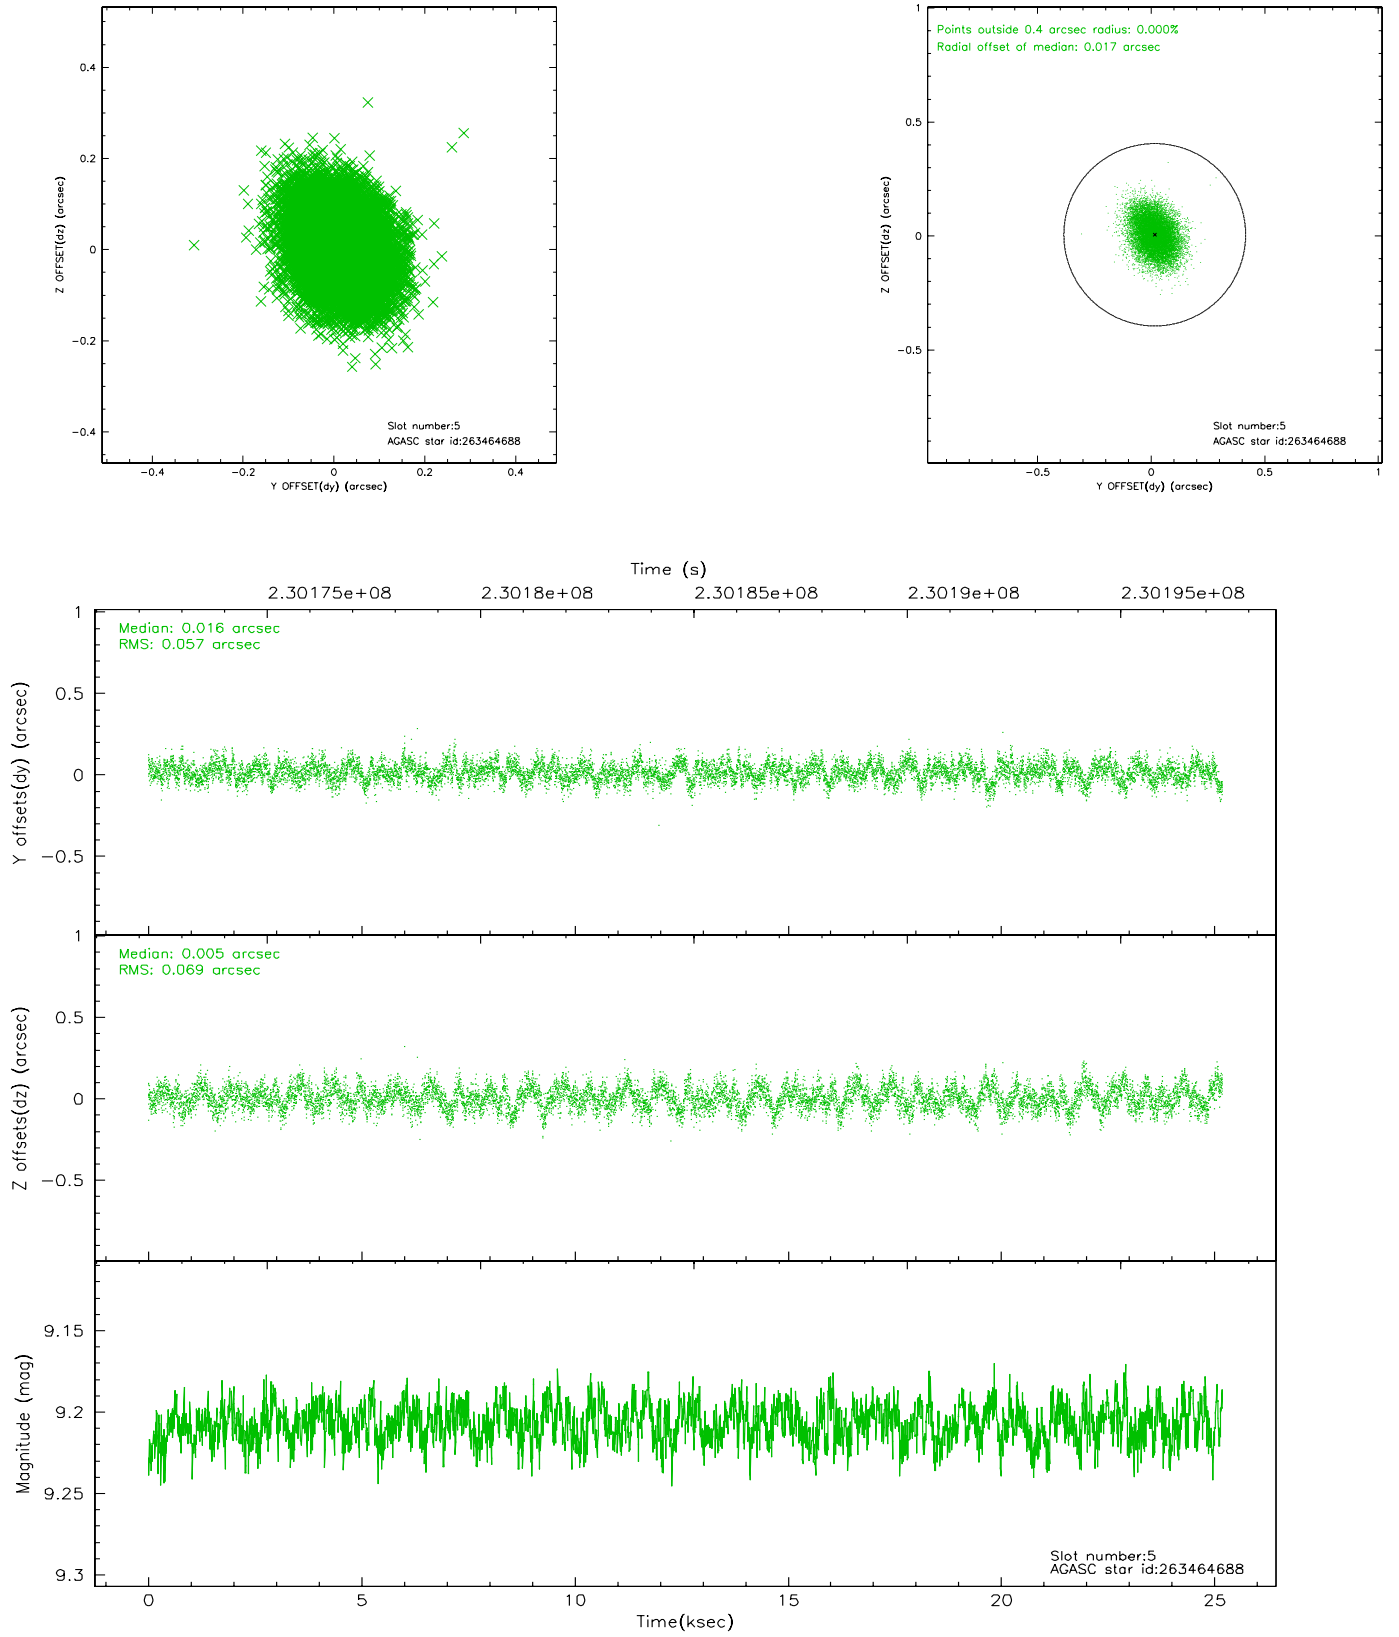 0.4
0.2
0
−0.2
−0.4
Z OFFSET(dz) (arcsec)
Slot number:5
AGASC star id:263464688
−0.4 −0.2 0 0.2 0.4
Y OFFSET(dy) (arcsec)
1
0.5
0
−0.5
Z OFFSET(dz) (arcsec)
Points outside 0.4 arcsec radius: 0.000%
Radial offset of median: 0.017 arcsec
Slot number:5
AGASC star id:263464688
−0.5 0 0.5 1
Y OFFSET(dy) (arcsec)
Time (s)
2.30175e+08 2.3018e+08 2.30185e+08 2.3019e+08 2.30195e+08
1
0.5
0
−0.5
Y offsets(dy) (arcsec)
Median: 0.016 arcsec
RMS: 0.057 arcsec
1
0.5
0
−0.5
Z offsets(dz) (arcsec)
Median: 0.005 arcsec
RMS: 0.069 arcsec
9.15
9.2
9.25
9.3
Magnitude (mag)
Slot number:5
AGASC star id:263464688
0 5 10 15 20 25
Time(ksec)